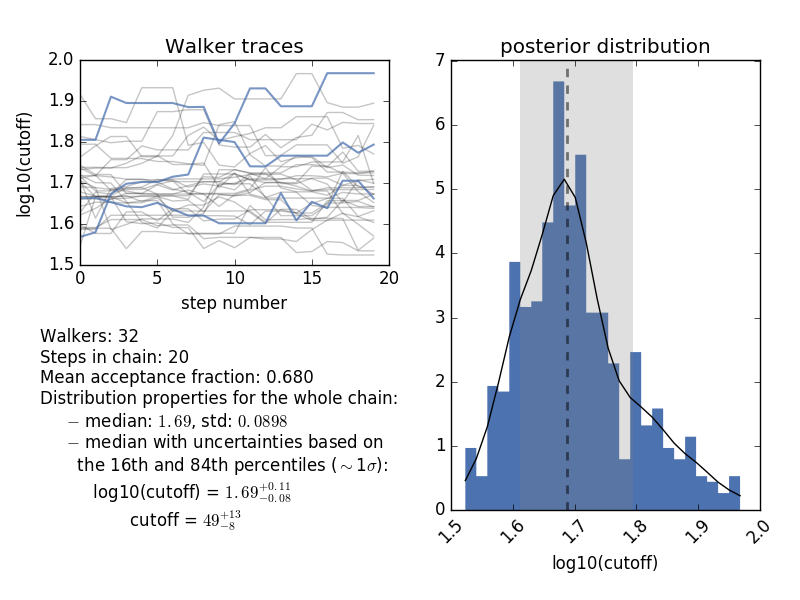 Walker traces
log10(cutoff)
2.0
1.9
1.8
1.7
1.6
1.5
0 5 10 15 20
step number
Walkers: 32
Steps in chain: 20
Mean acceptance fraction: 0.680
Distribution properties for the whole chain:
− median: 1.69, std: 0.0898
− median with uncertainties based on
the 16th and 84th percentiles (∼1σ):
log10(cutoff) = 1.69+0.11−0.08
cutoff = 49+13−8
posterior distribution
7
6
5
4
3
2
1
0
1.5 1.6 1.7 1.8 1.9 2.0
log10(cutoff)